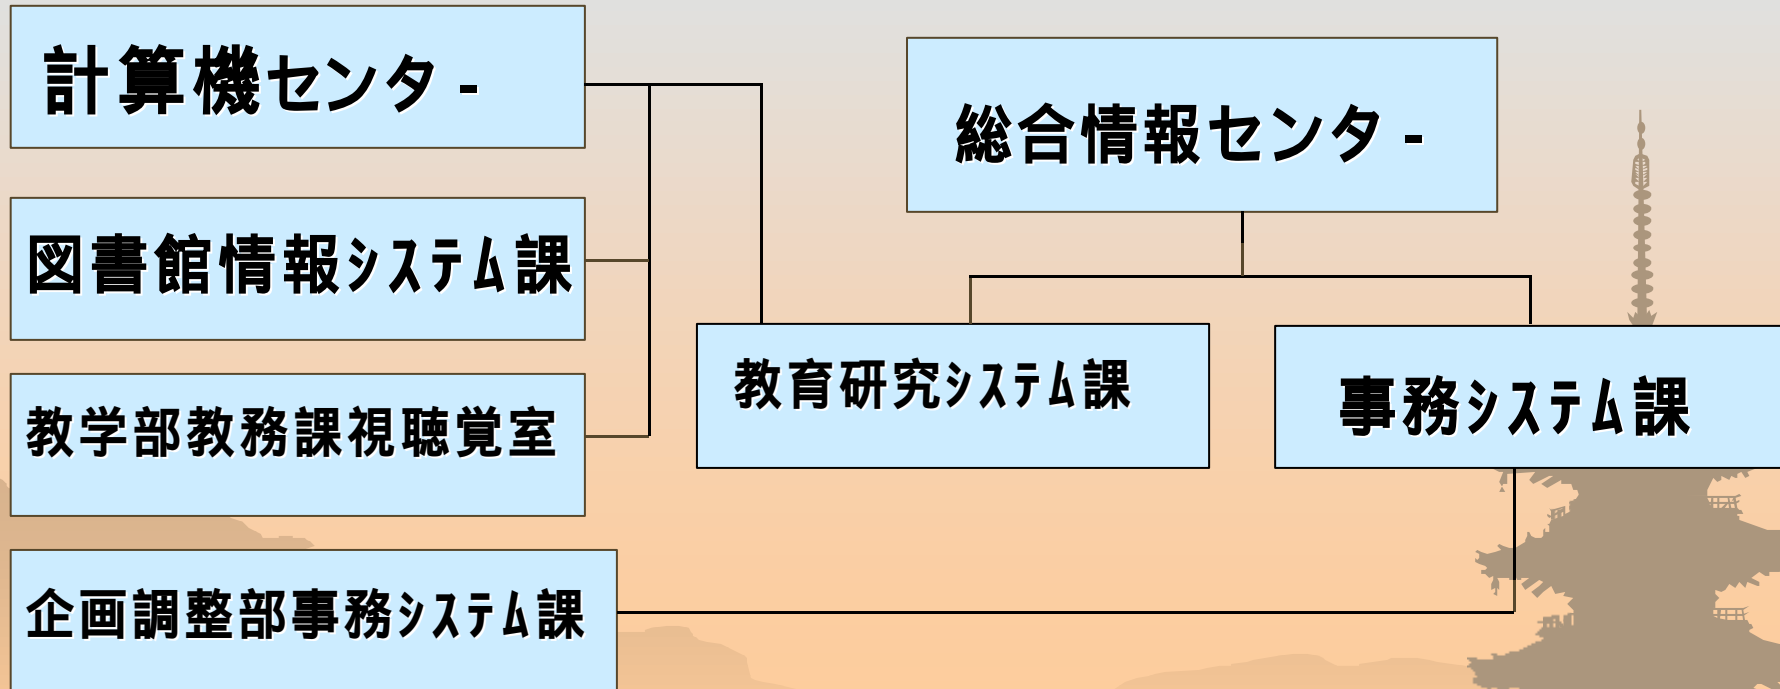 計算機センタ-
総合情報センタ-
図書館情報ｼｽﾃﾑ課
教育研究ｼｽﾃﾑ課
事務ｼｽﾃﾑ課
教学部教務課視聴覚室
企画調整部事務ｼｽﾃﾑ課